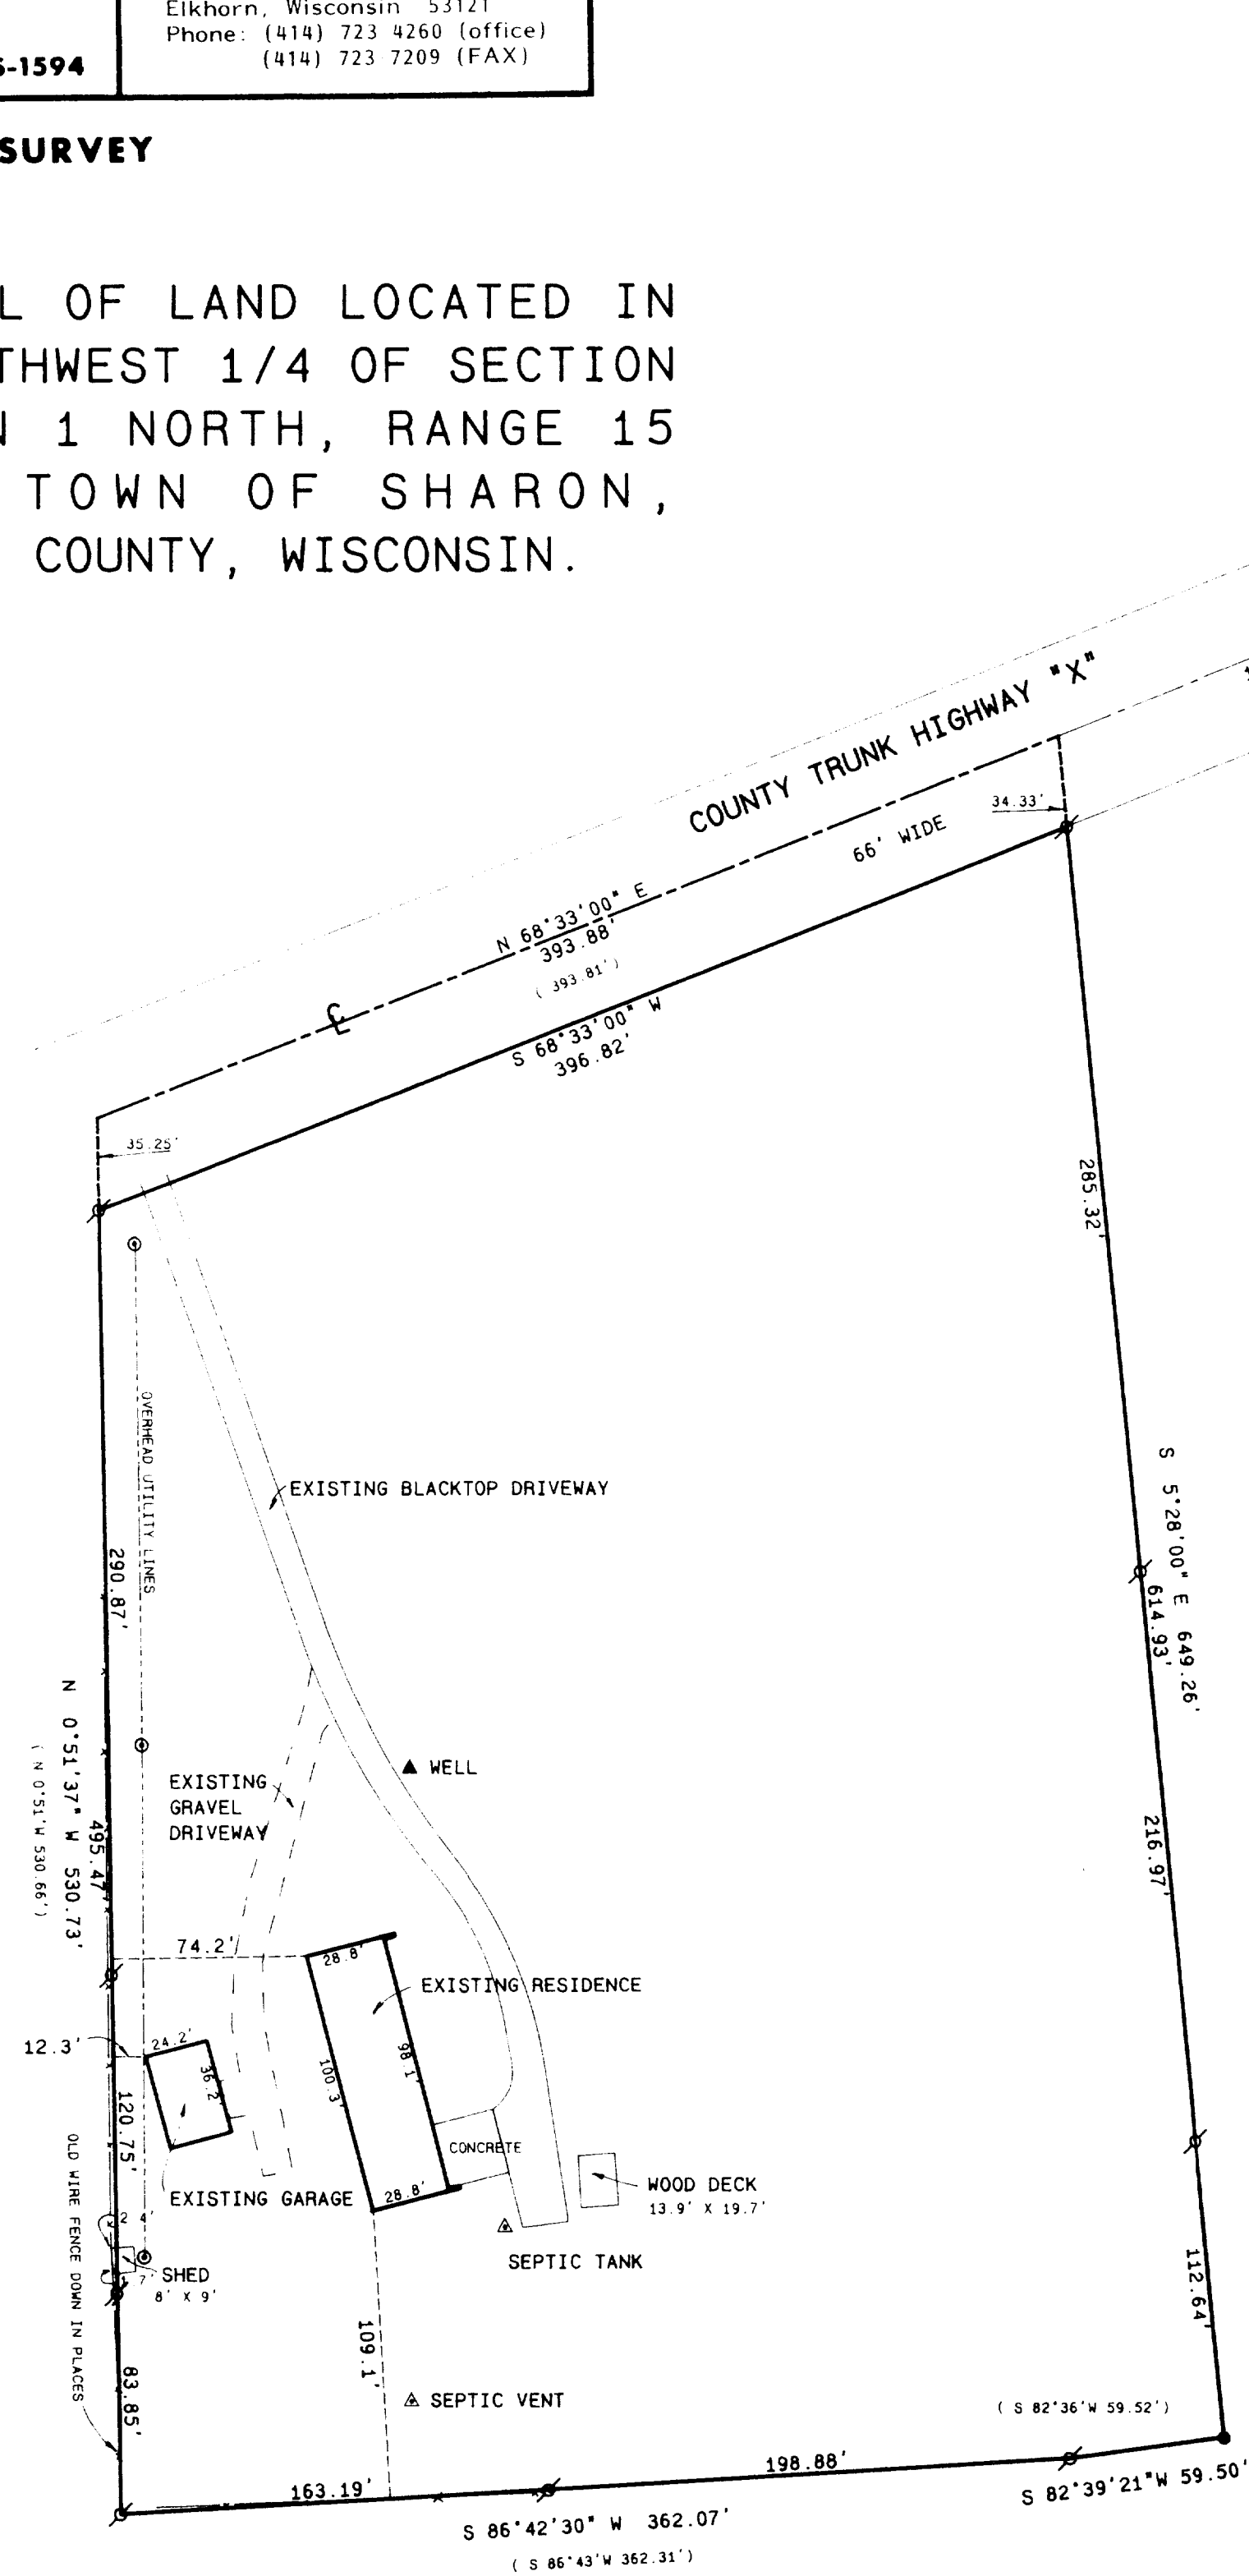 Elkhorn, Wisconsin 53121
Phone: (414) 723 4260 (office)
(414) 723 7209 (FAX)
-1594
SURVEY
L OF LAND LOCATED IN
THWEST 1/4 OF SECTION
N 1 NORTH, RANGE 15
TOWN OF SHARON,
COUNTY, WISCONSIN.
COUNTY TRUNK HIGHWAY "X"
66' WIDE
34.33'
N 68°33'00" E
393.88'
( 393.81')
S 68°33'00" W
396.82'
35.25'
285.32'
OVERHEAD UTILITY LINES
EXISTING BLACKTOP DRIVEWAY
290.87'
S 5°28'00" E 649.26'
614.93'
N 0°51'37" W 530.73'
495.47'
( N 0°51'W 530.66')
WELL
EXISTING
GRAVEL
DRIVEWAY
216.97'
74.2'
28.8'
EXISTING RESIDENCE
12.3'
24.2'
36.2'
100.3'
98.1'
120.75'
CONCRETE
OLD WIRE FENCE DOWN IN PLACES
EXISTING GARAGE
28.8'
WOOD DECK
13.9' X 19.7'
2 4'
SEPTIC TANK
7'
SHED
8' X 9'
112.64'
109.1'
83.85'
SEPTIC VENT
( S 82°36'W 59.52')
163.19'
198.88'
S 82°39'21"W 59.50'
S 86°42'30" W 362.07'
( S 86°43'W 362.31')